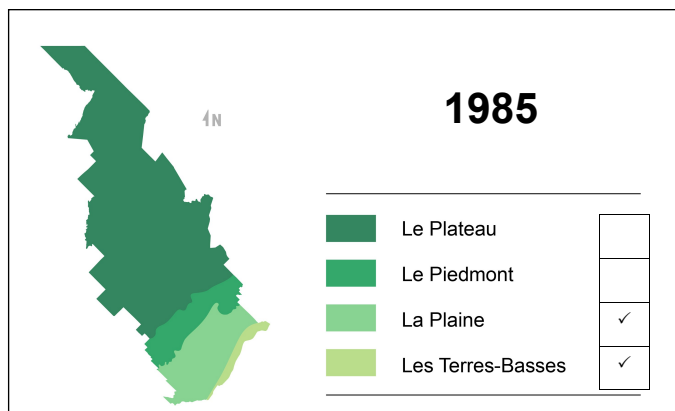 N
1985
Le Plateau
Le Piedmont
La Plaine ✓
Les Terres-Basses ✓